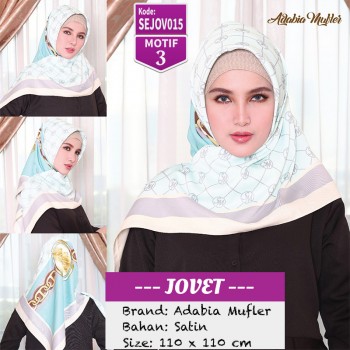 Kode:
SEJOV015
MOTIF
3
Adabia Mufler
--- JOVET ---
Brand: Adabia Mufler
Bahan: Satin
Size: 110 x 110 cm